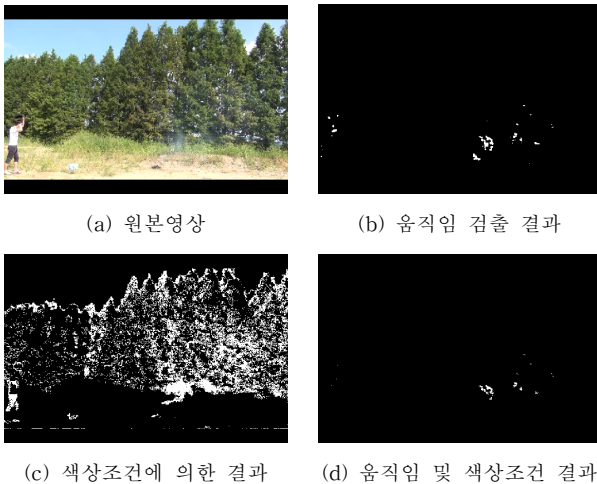 (a) 원본영상
(b) 움직임 검출 결과
(c) 색상조건에 의한 결과
(d) 움직임 및 색상조건 결과